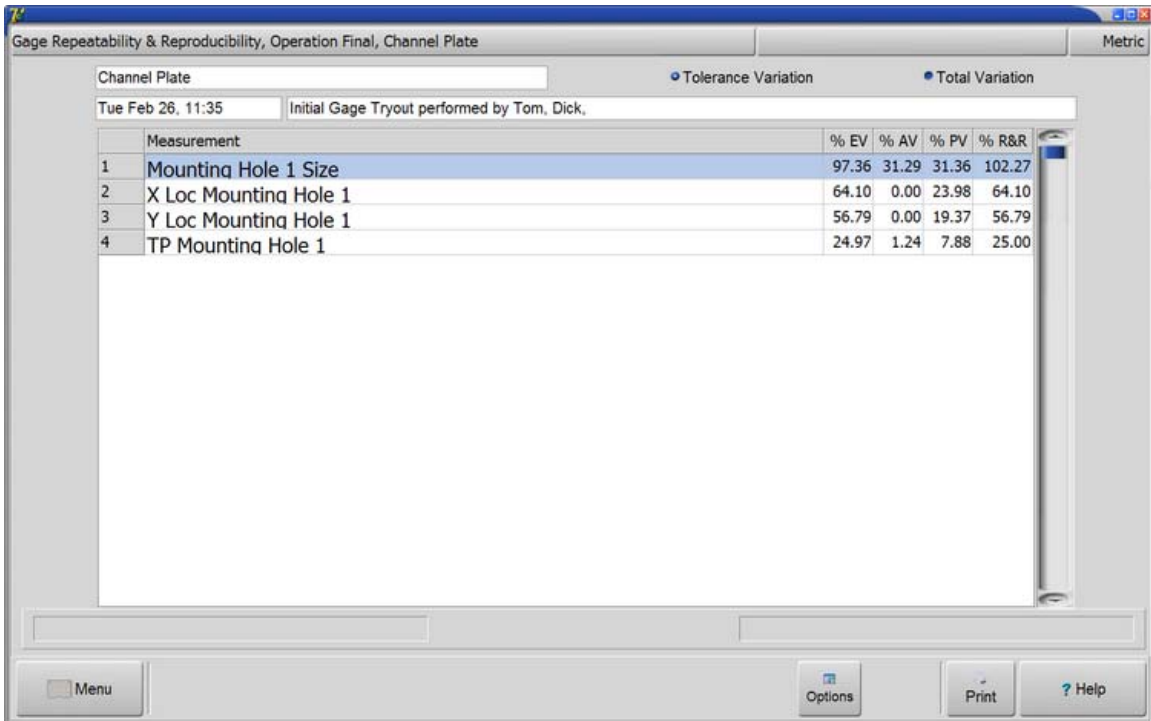 Gage Repeatability & Reproducibility, Operation Final, Channel Plate Metric
Channel Plate Tolerance Variation Total Variation
Tue Feb 26, 11:35 Initial Gage Tryout performed by Tom, Dick,
Measurement % EV % AV % PV % R&R
1 Mounting Hole 1 Size 97.36 31.29 31.36 102.27
2 X Loc Mounting Hole 1 64.10 0.00 23.98 64.10
3 Y Loc Mounting Hole 1 56.79 0.00 19.37 56.79
4 TP Mounting Hole 1 24.97 1.24 7.88 25.00
Menu Options Print ? Help